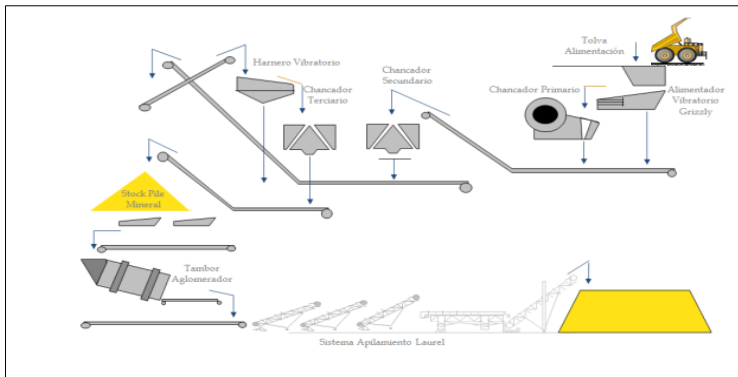 Tolva
Alimentación
Harnero Vibratorio
Chancador
Secundario
Chancador
Terciario
Chancador Primario
Alimentador
Vibratorio
Grizzly
Stock Pile
Mineral
Tambor
Aglomerador
Sistema Apilamiento Laurel